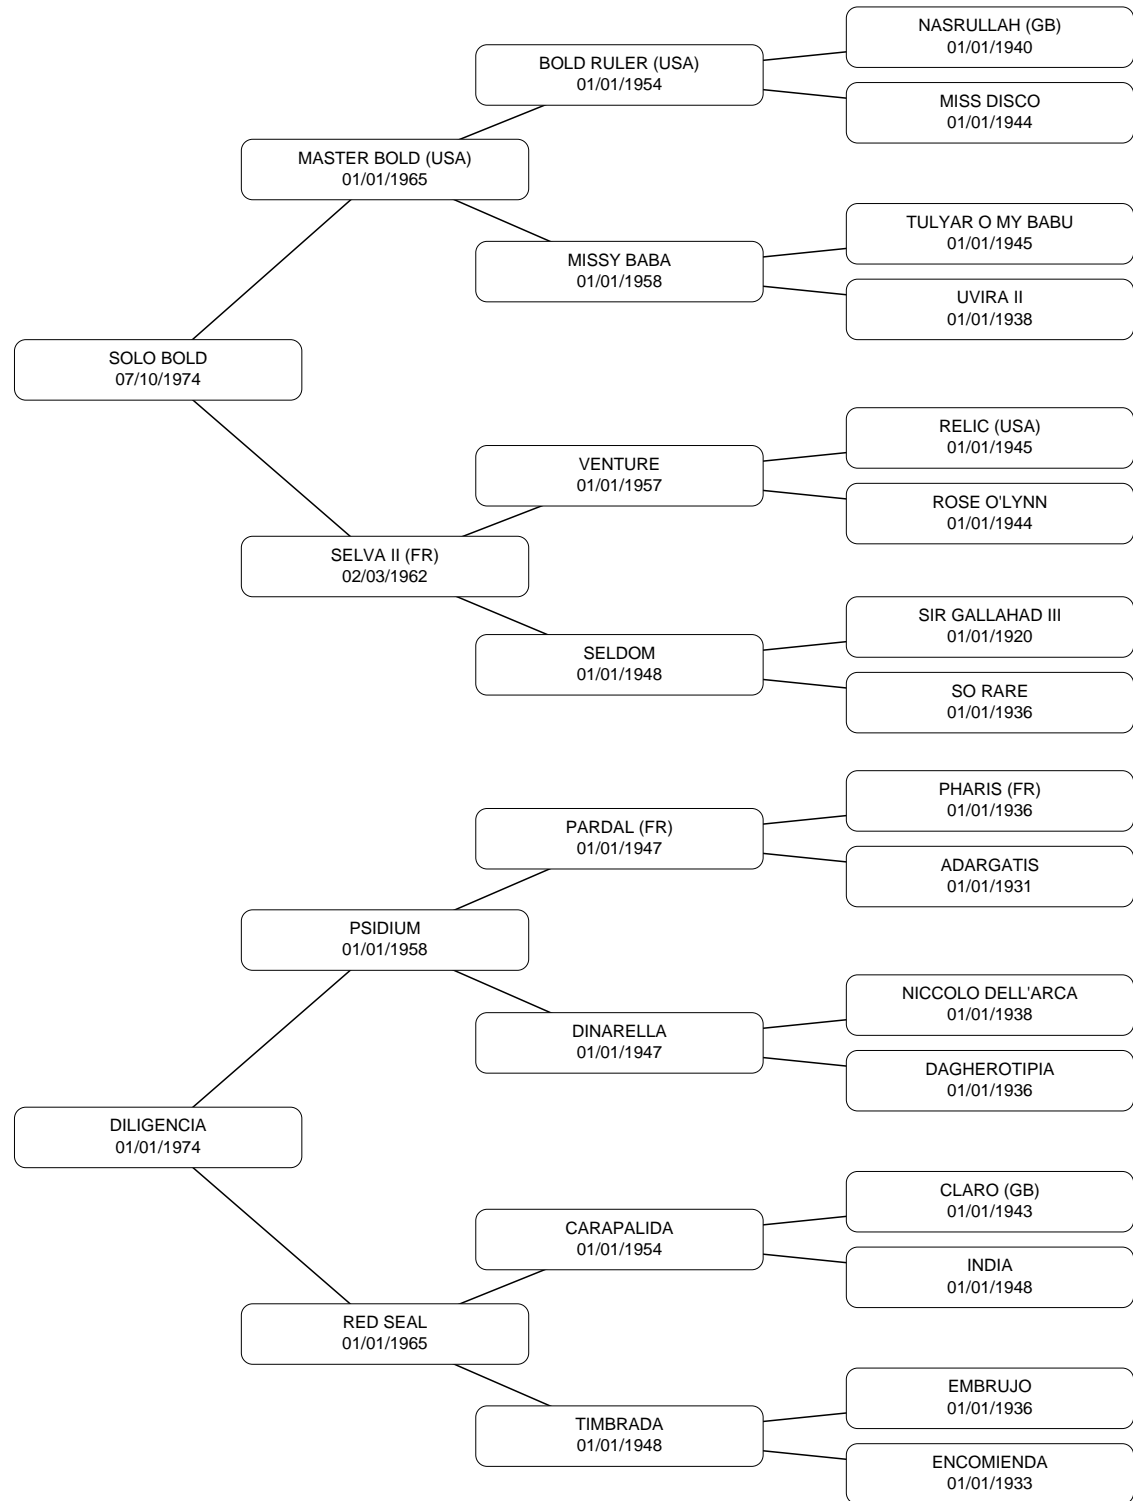 NASRULLAH (GB)
01/01/1940
BOLD RULER (USA)
01/01/1954
MISS DISCO
01/01/1944
MASTER BOLD (USA)
01/01/1965
TULYAR O MY BABU
01/01/1945
MISSY BABA
01/01/1958
UVIRA II
01/01/1938
SOLO BOLD
07/10/1974
RELIC (USA)
01/01/1945
VENTURE
01/01/1957
ROSE O'LYNN
01/01/1944
SELVA II (FR)
02/03/1962
SIR GALLAHAD III
01/01/1920
SELDOM
01/01/1948
SO RARE
01/01/1936
PHARIS (FR)
01/01/1936
PARDAL (FR)
01/01/1947
ADARGATIS
01/01/1931
PSIDIUM
01/01/1958
NICCOLO DELL'ARCA
01/01/1938
DINARELLA
01/01/1947
DAGHEROTIPIA
01/01/1936
DILIGENCIA
01/01/1974
CLARO (GB)
01/01/1943
CARAPALIDA
01/01/1954
INDIA
01/01/1948
RED SEAL
01/01/1965
EMBRUJO
01/01/1936
TIMBRADA
01/01/1948
ENCOMIENDA
01/01/1933